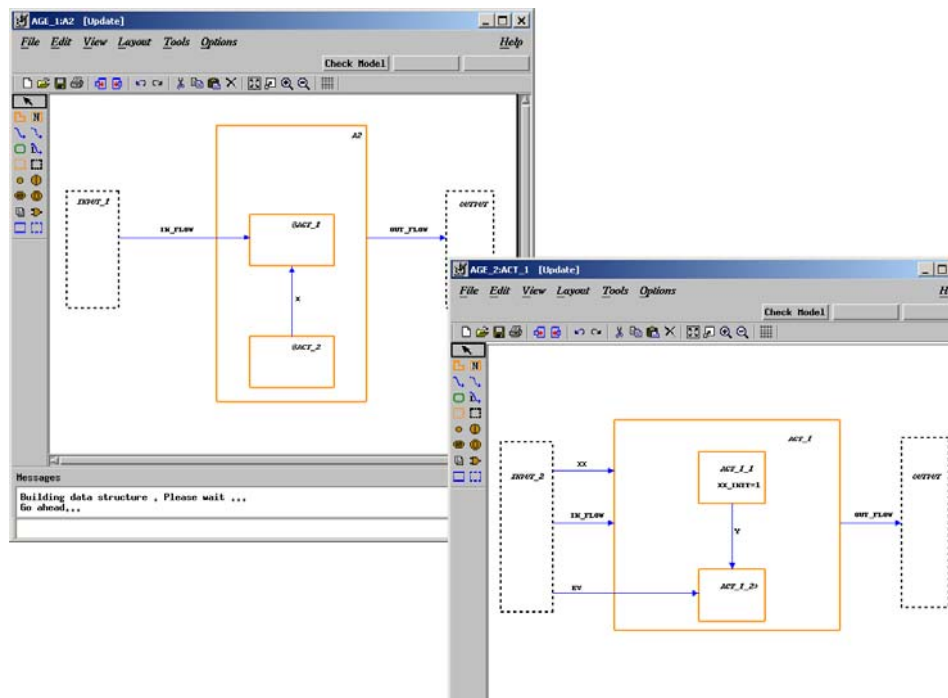 AGE_1:A2 [Update]
File Edit View Layout Tools Options Help
Check Model
A2
INPUT_1
@ACT_1
OUTPUT
IN_FLOW
OUT_FLOW
X
@ACT_2
Messages
Building data structure , Please wait ...
Go ahead...
AGE_2:ACT_1 [Update]
File Edit View Layout Tools Options H
Check Model
ACT_1
INPUT_2
XX
ACT_1_1
XX_INIT=1
OUTPUT
IN_FLOW
OUT_FLOW
Y
EV
ACT_1_2>